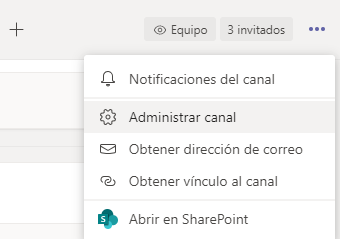 Equipo 3 invitados
Notificaciones del canal
Administrar canal
Obtener dirección de correo
Obtener vínculo al canal
Abrir en SharePoint